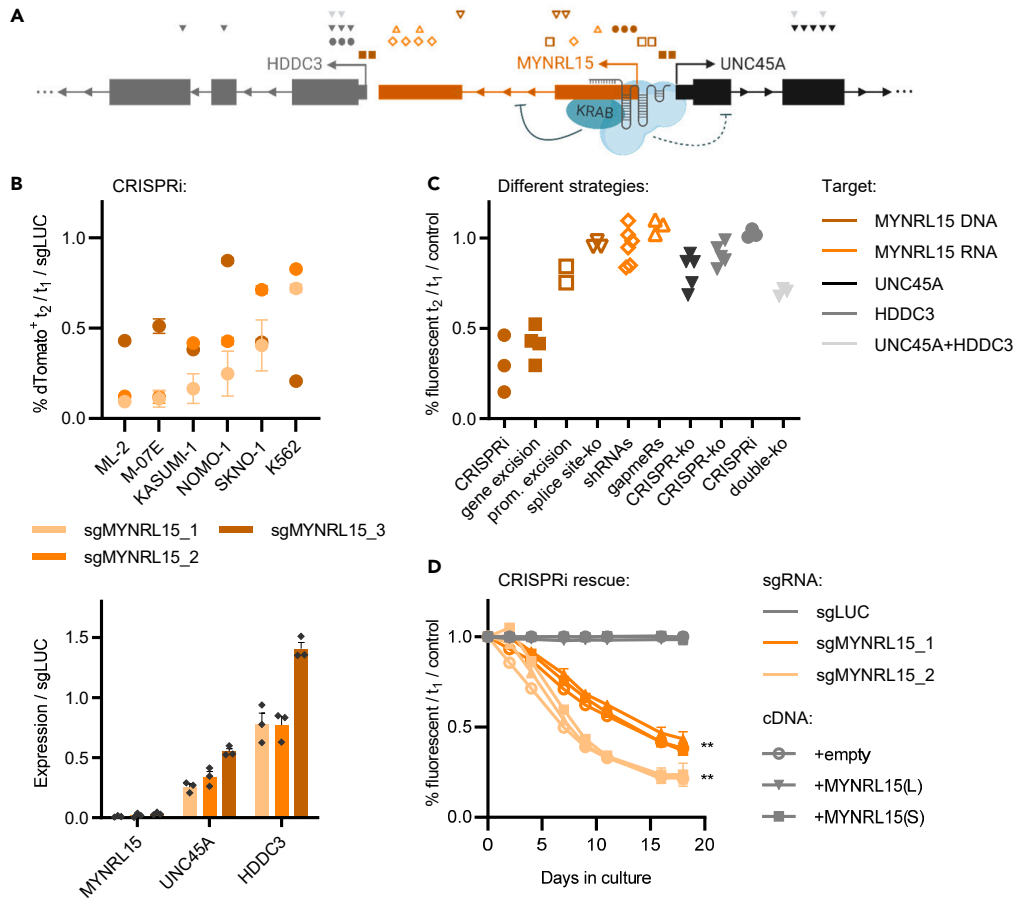 A
HDDC3
MYNRL15
UNC45A
KRAB
B
CRISPRi:
% dTomato+ t2 / t1 / sgLUC
1.0
0.5
0.0
ML-2
M-07E
KASUMI-1
NOMO-1
SKNO-1
K562
sgMYNRL15_1
sgMYNRL15_3
sgMYNRL15_2
Expression / sgLUC
1.5
1.0
0.5
0.0
MYNRL15
UNC45A
HDDC3
C
Different strategies:
% fluorescent t2 / t1 / control
1.0
0.5
0.0
CRISPRi
gene excision
prom. excision
splice site-ko
shRNAs
gapmeRs
CRISPR-ko
CRISPR-ko
CRISPRi
double-ko
Target:
MYNRL15 DNA
MYNRL15 RNA
UNC45A
HDDC3
UNC45A+HDDC3
D
CRISPRi rescue:
% fluorescent / t1 / control
1.0
0.5
0.0
**
**
0
5
10
15
20
Days in culture
sgRNA:
sgLUC
sgMYNRL15_1
sgMYNRL15_2
cDNA:
+empty
+MYNRL15(L)
+MYNRL15(S)